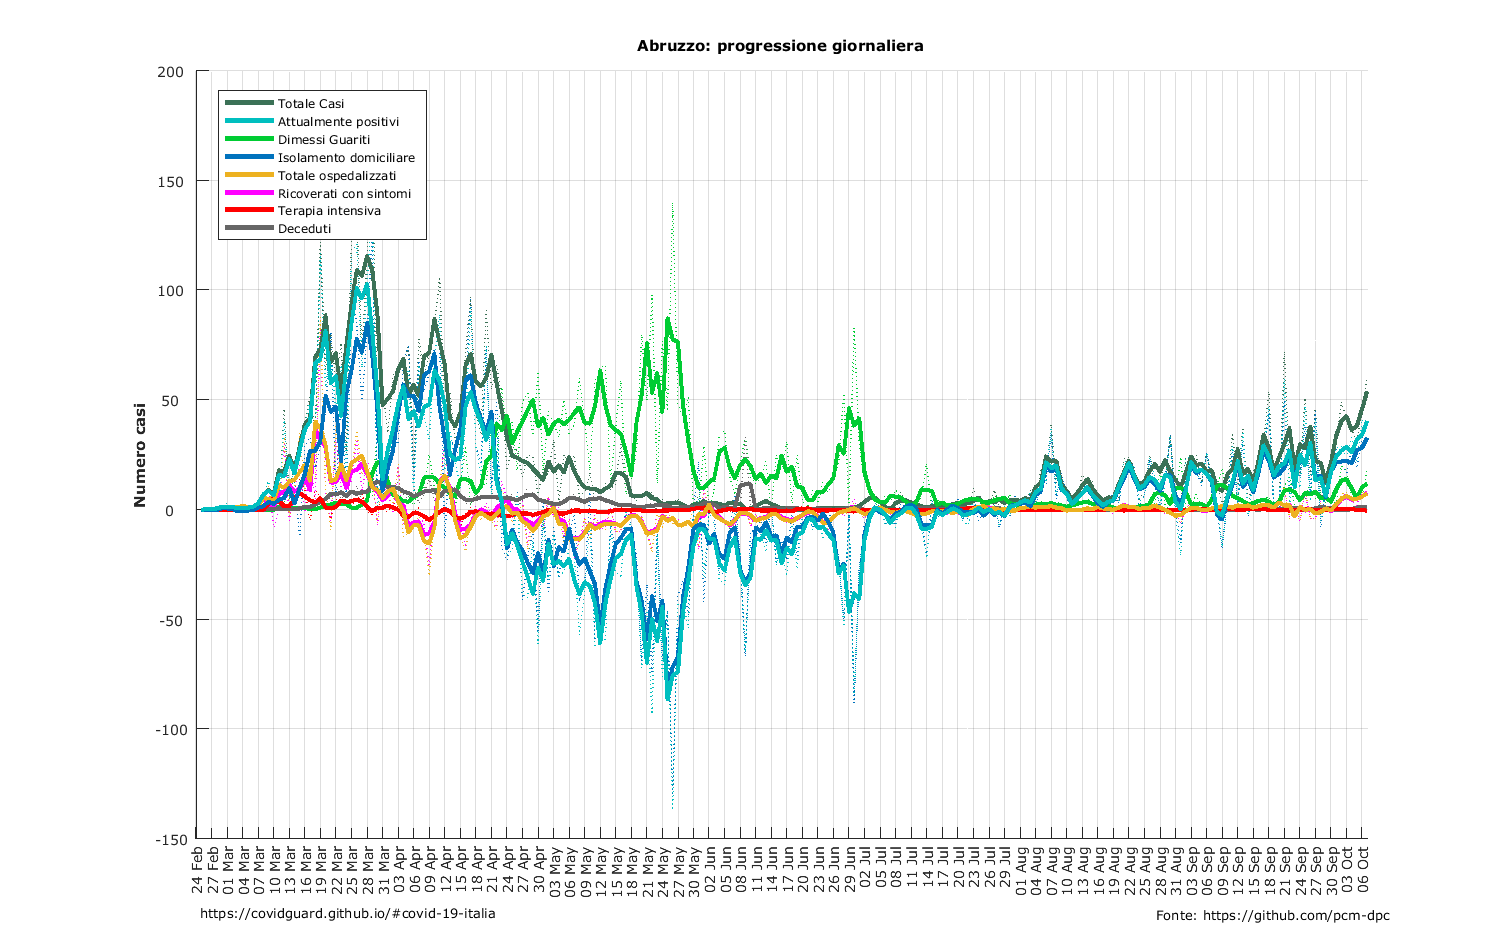 Abruzzo: progressione giornaliera
Numero casi
200
150
100
50
0
-50
-100
-150
Totale Casi
Attualmente positivi
Dimessi Guariti
Isolamento domiciliare
Totale ospedalizzati
Ricoverati con sintomi
Terapia intensiva
Deceduti
24 Feb
27 Feb
01 Mar
04 Mar
07 Mar
10 Mar
13 Mar
16 Mar
19 Mar
22 Mar
25 Mar
28 Mar
31 Mar
03 Apr
06 Apr
09 Apr
12 Apr
15 Apr
18 Apr
21 Apr
24 Apr
27 Apr
30 Apr
03 May
06 May
09 May
12 May
15 May
18 May
21 May
24 May
27 May
30 May
02 Jun
05 Jun
08 Jun
11 Jun
14 Jun
17 Jun
20 Jun
23 Jun
26 Jun
29 Jun
02 Jul
05 Jul
08 Jul
11 Jul
14 Jul
17 Jul
20 Jul
23 Jul
26 Jul
29 Jul
01 Aug
04 Aug
07 Aug
10 Aug
13 Aug
16 Aug
19 Aug
22 Aug
25 Aug
28 Aug
31 Aug
03 Sep
06 Sep
09 Sep
12 Sep
15 Sep
18 Sep
21 Sep
24 Sep
27 Sep
30 Sep
03 Oct
06 Oct
https://covidguard.github.io/#covid-19-italia
Fonte: https://github.com/pcm-dpc